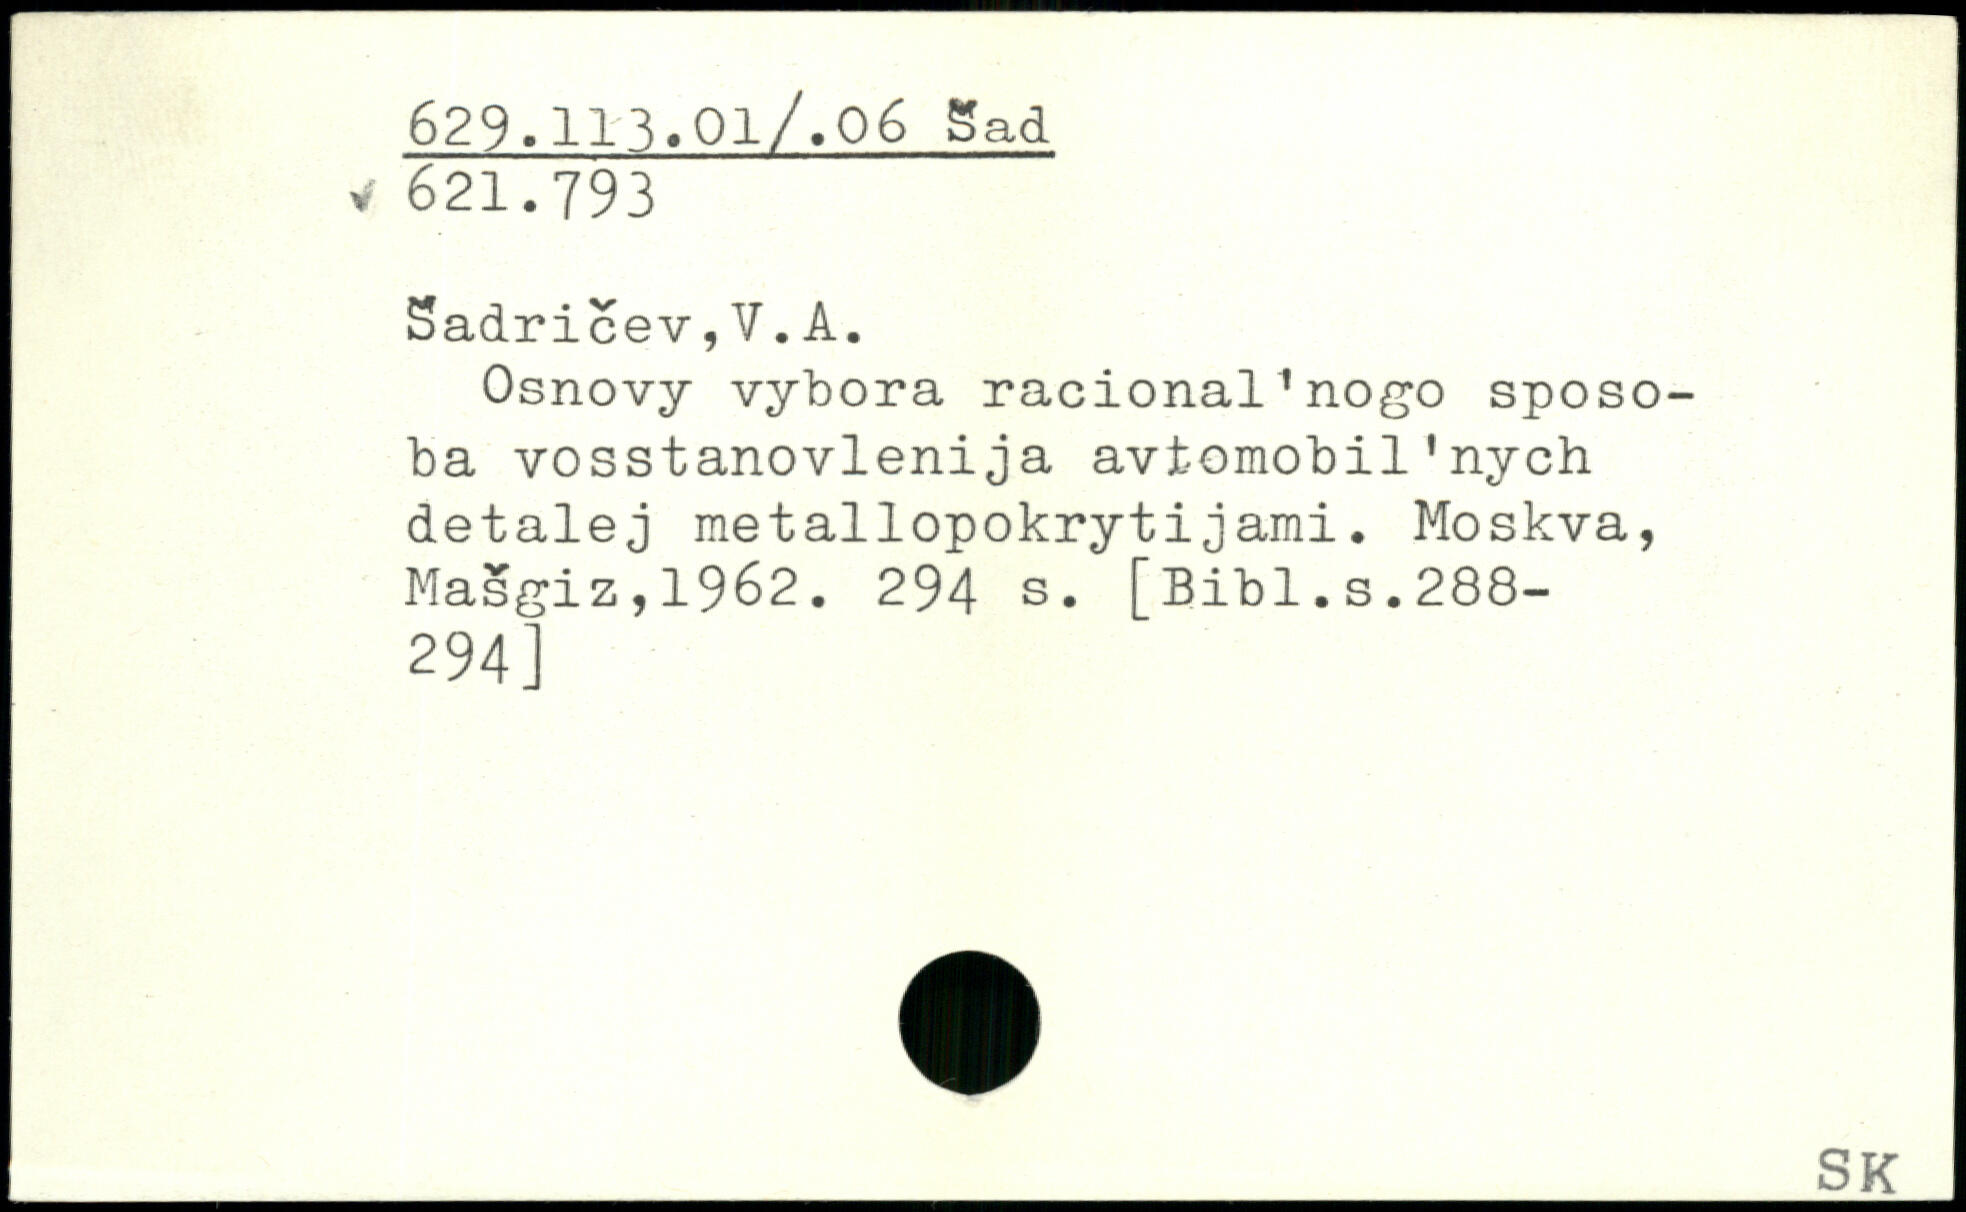 629.113.01/.06 Šad
✓ 621.793
Šadričev,V.A.
Osnovy vybora racional'nogo sposo-
ba vosstanovlenija avtomobil'nych
detalej metallopokrytijami. Moskva,
Mašgiz,1962. 294 s. [Bibl.s.288-
294]
SK